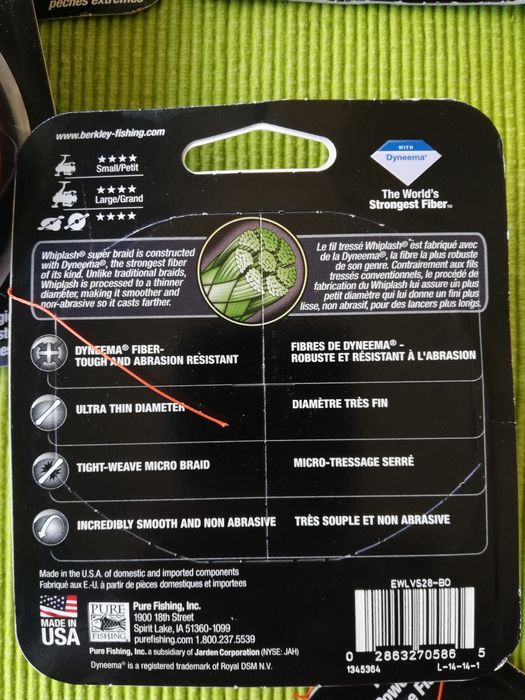 pêches extrêmes
www.berkley-fishing.com
★★★★
Small/Petit
★★★★
Large/Grand
★★★★
WITH
Dyneema®
The World's
Strongest Fiber™
Whiplash® super braid is constructed
with Dyneema®, the strongest fiber
of its kind. Unlike traditional braids,
Whiplash is processed to a thinner
diameter, making it smoother and
non-abrasive so it casts farther.
Le fil tressé Whiplash® est fabriqué avec
de la Dyneema®, la fibre la plus robuste
de son genre. Contrairement aux fils
tressés conventionnels, le procédé de
fabrication du Whiplash lui assure un plus
petit diamètre qui lui donne un fini plus
lisse, non abrasif, pour des lancers plus longs.
DYNEEMA® FIBER-
TOUGH AND ABRASION RESISTANT
FIBRES DE DYNEEMA® -
ROBUSTE ET RÉSISTANT À L'ABRASION
ULTRA THIN DIAMETER
DIAMÈTRE TRÈS FIN
TIGHT-WEAVE MICRO BRAID
MICRO-TRESSAGE SERRÉ
INCREDIBLY SMOOTH AND NON ABRASIVE
TRÈS SOUPLE ET NON ABRASIVE
Made in the U.S.A. of domestic and imported components
Fabriqué aux E.-U. à partir de pièces domestiques et importees
MADE IN
USA
PURE
FISHING
Pure Fishing, Inc.
1900 18th Street
Spirit Lake, IA 51360-1099
purefishing.com 1.800.237.5539
Pure Fishing, Inc. a subsidiary of Jarden Corporation (NYSE: JAH)
Dyneema® is a registered trademark of Royal DSM N.V.
EWLVS28-BO
0 2863270586 5
1345364 L-14-14-1